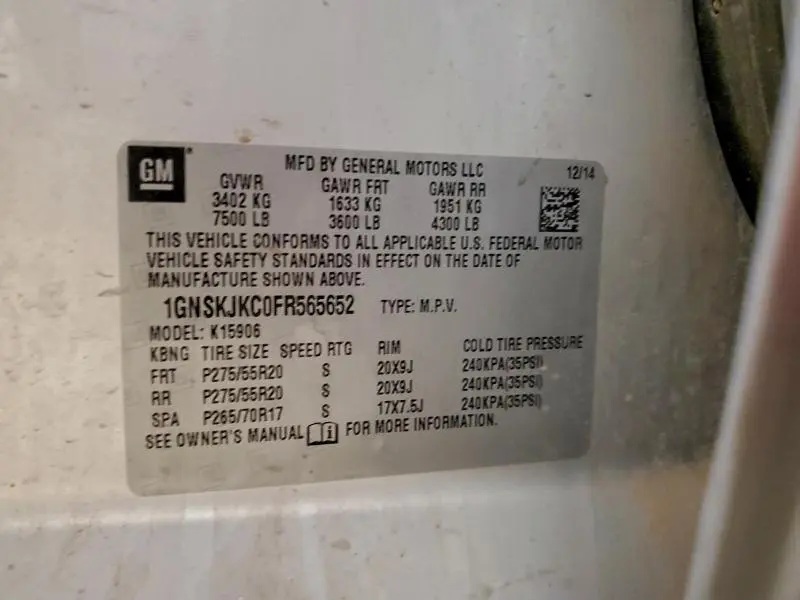 GM
MFD BY GENERAL MOTORS LLC 12/14
GVWR GAWR FRT GAWR RR
3402 KG 1633 KG 1951 KG
7500 LB 3600 LB 4300 LB
THIS VEHICLE CONFORMS TO ALL APPLICABLE U.S. FEDERAL MOTOR
VEHICLE SAFETY STANDARDS IN EFFECT ON THE DATE OF
MANUFACTURE SHOWN ABOVE.
1GNSKJKC0FR565652 TYPE: M.P.V.
MODEL: K15906
KBNG TIRE SIZE SPEED RTG RIM COLD TIRE PRESSURE
FRT P275/55R20 S 20X9J 240KPA(35PSI)
RR P275/55R20 S 20X9J 240KPA(35PSI)
SPA P265/70R17 S 17X7.5J 240KPA(35PSI)
SEE OWNER'S MANUAL i FOR MORE INFORMATION.